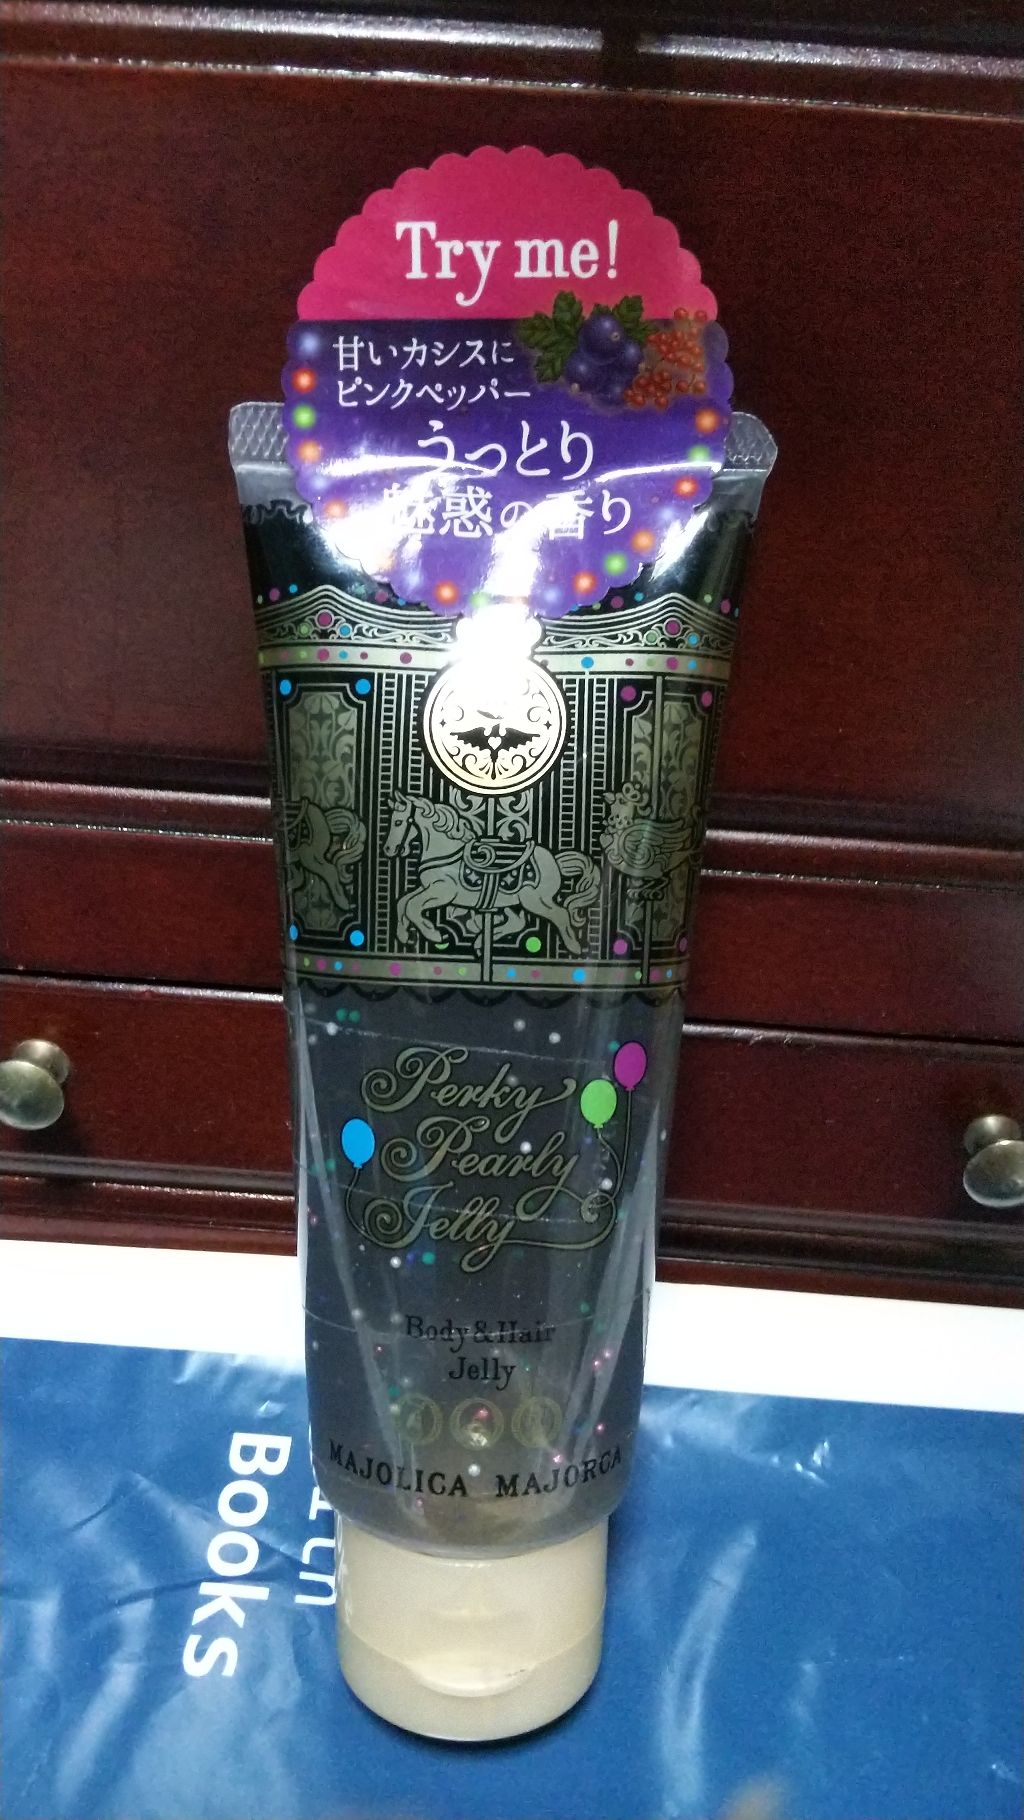 Try me!
甘いカシスに
ピンクペッパー
うっとり
魅惑の香り
Perky
Pearly
Jelly
Body & Hair
Jelly
MAJOLICA MAJORCA
Books